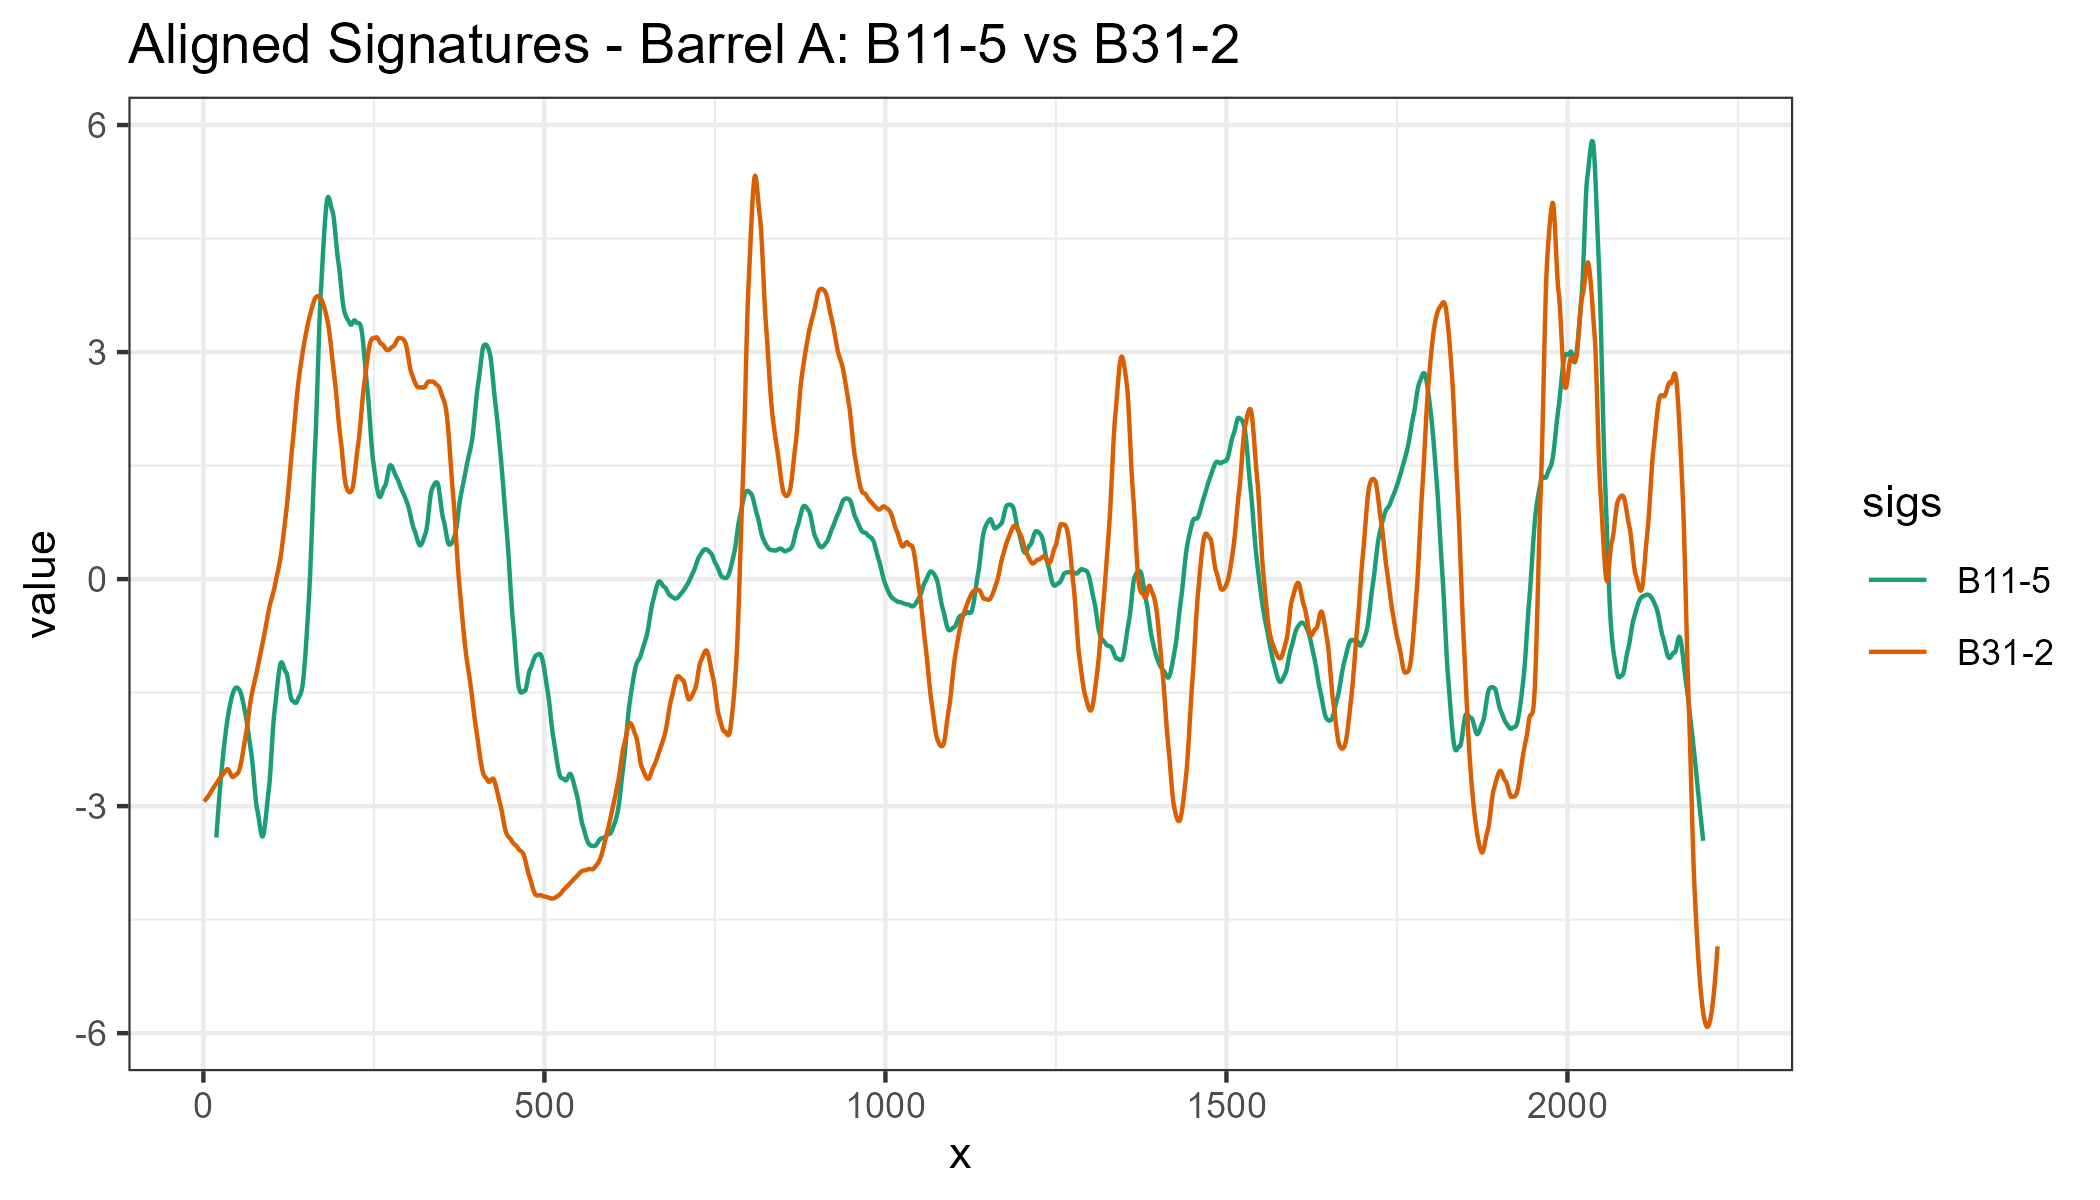 Aligned Signatures - Barrel A: B11-5 vs B31-2
6
3
0
-3
-6
value
0 500 1000 1500 2000
x
sigs
B11-5
B31-2